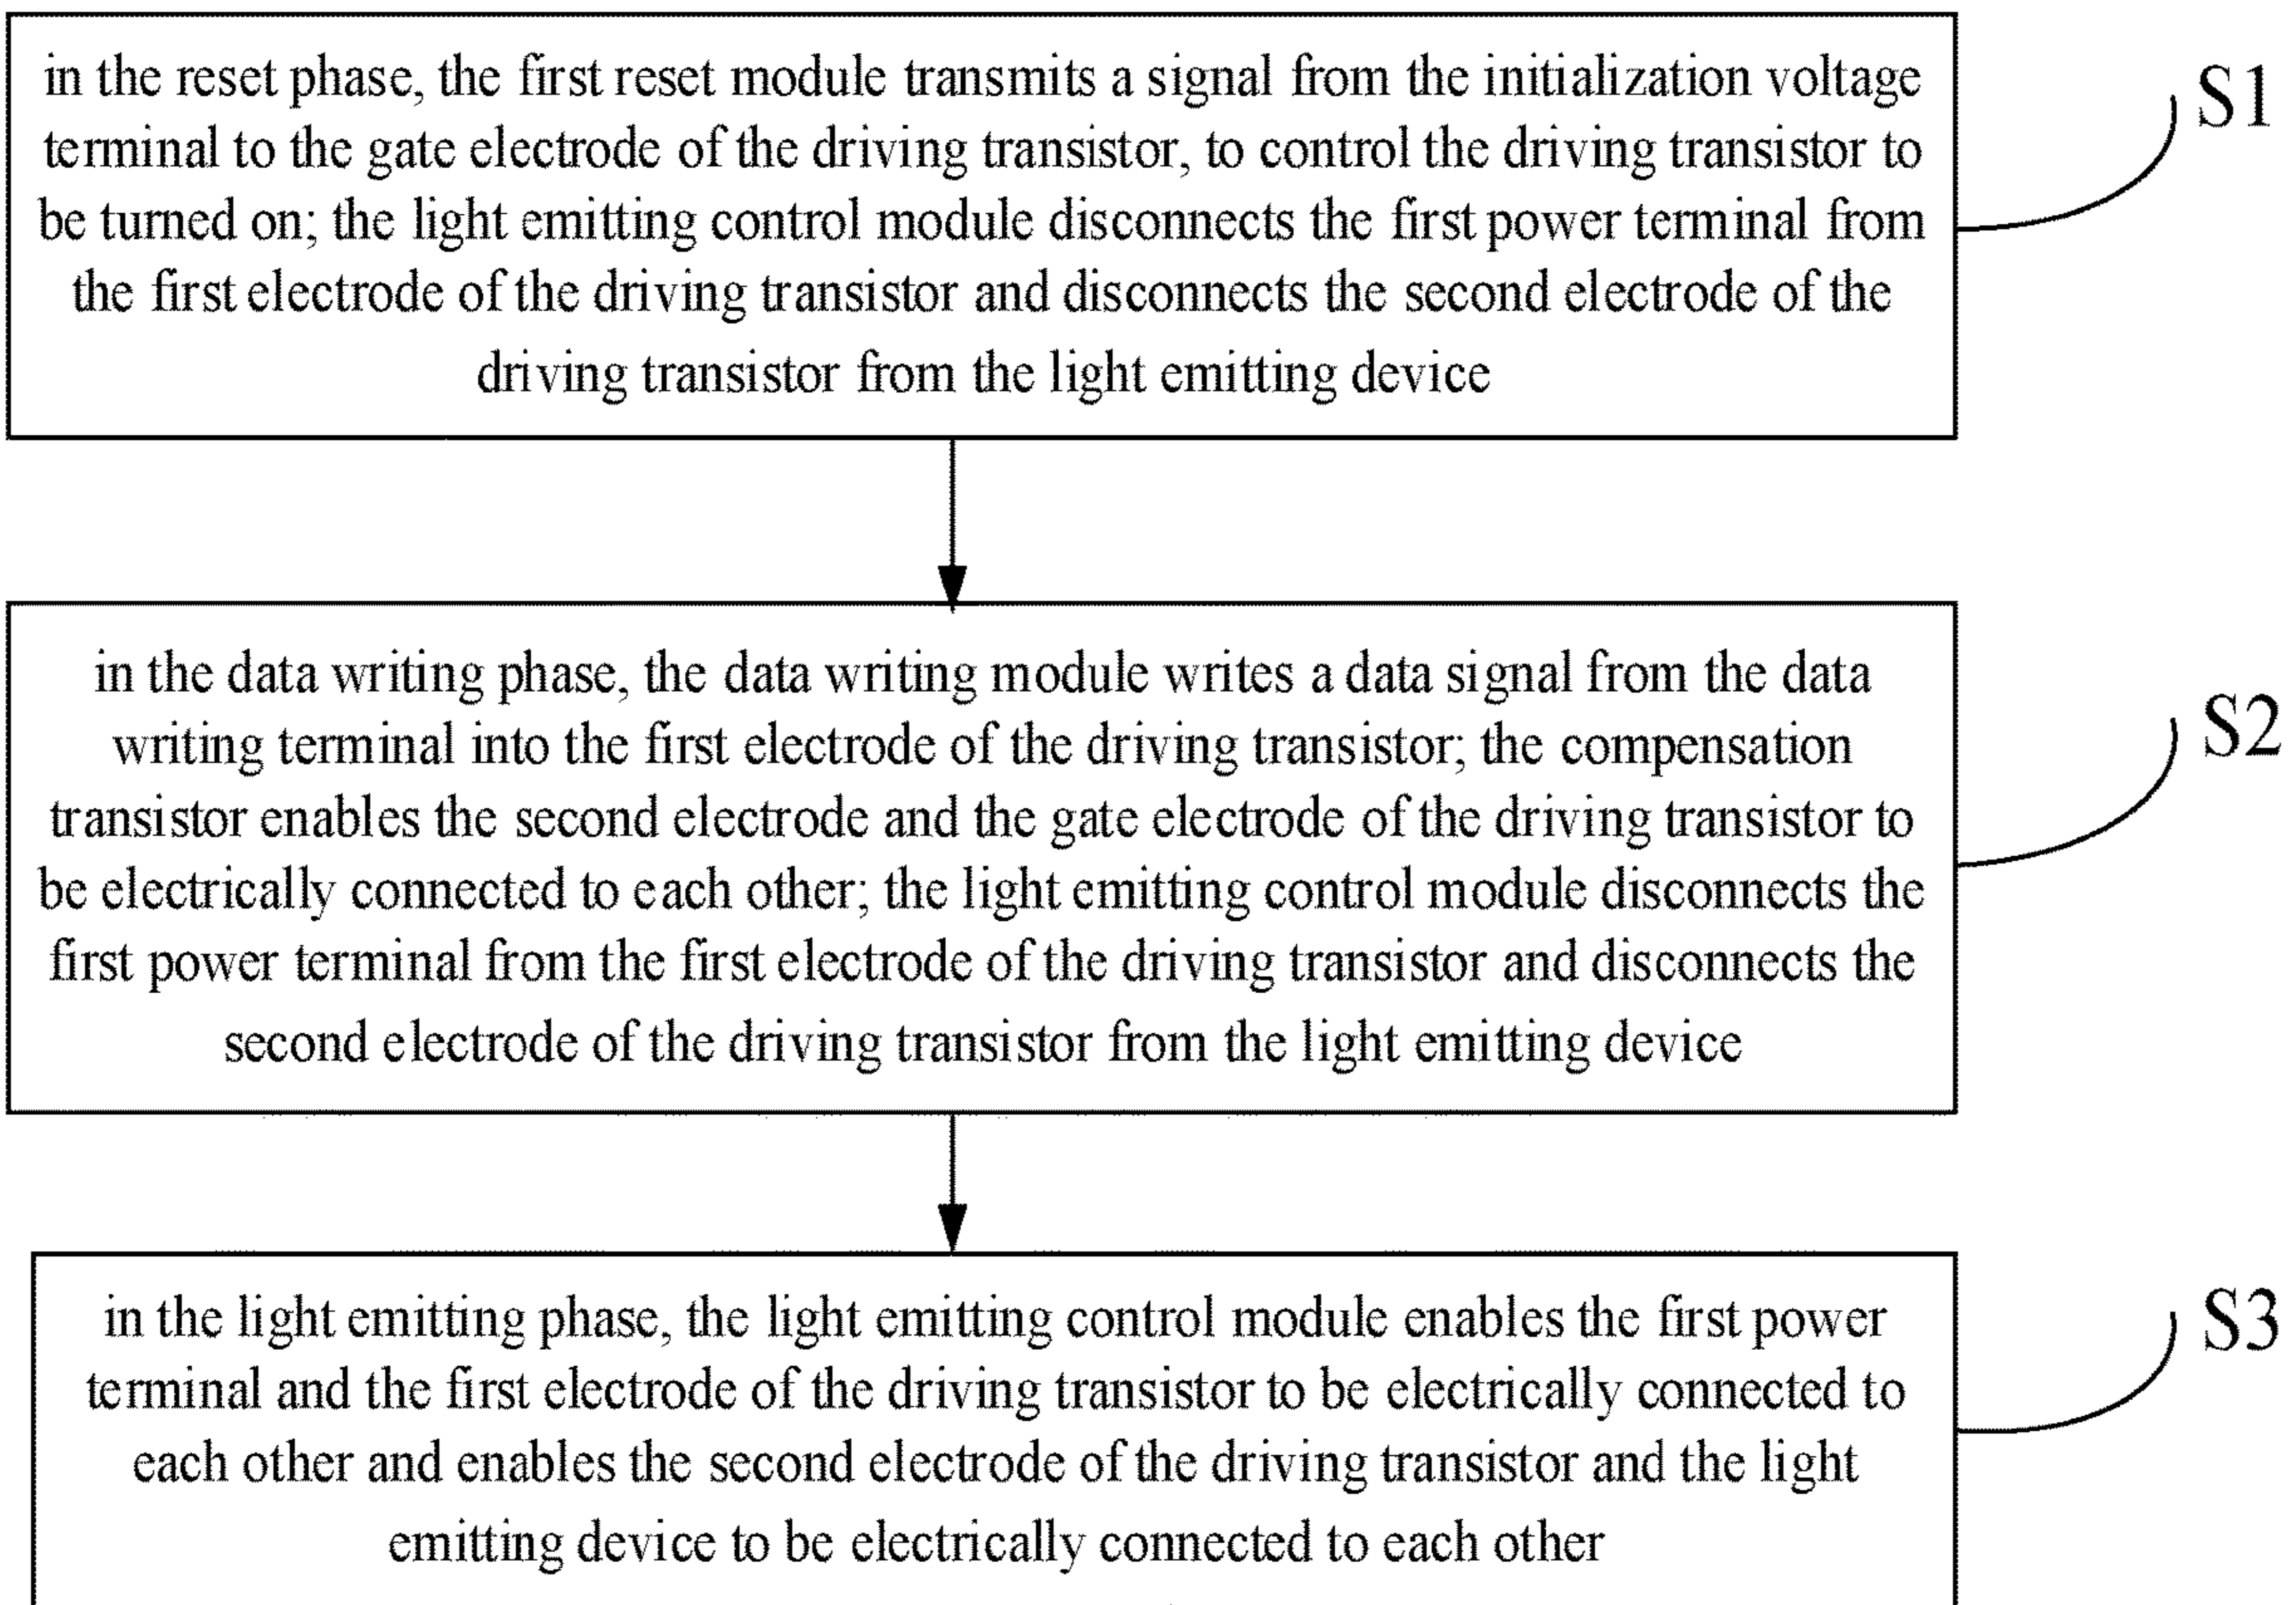 in the reset phase, the first reset module transmits a signal from the initialization voltage
terminal to the gate electrode of the driving transistor, to control the driving transistor to
be turned on; the light emitting control module disconnects the first power terminal from
the first electrode of the driving transistor and disconnects the second electrode of the
driving transistor from the light emitting device
S1
in the data writing phase, the data writing module writes a data signal from the data
writing terminal into the first electrode of the driving transistor; the compensation
transistor enables the second electrode and the gate electrode of the driving transistor to
be electrically connected to each other; the light emitting control module disconnects the
first power terminal from the first electrode of the driving transistor and disconnects the
second electrode of the driving transistor from the light emitting device
S2
in the light emitting phase, the light emitting control module enables the first power
terminal and the first electrode of the driving transistor to be electrically connected to
each other and enables the second electrode of the driving transistor and the light
emitting device to be electrically connected to each other
S3